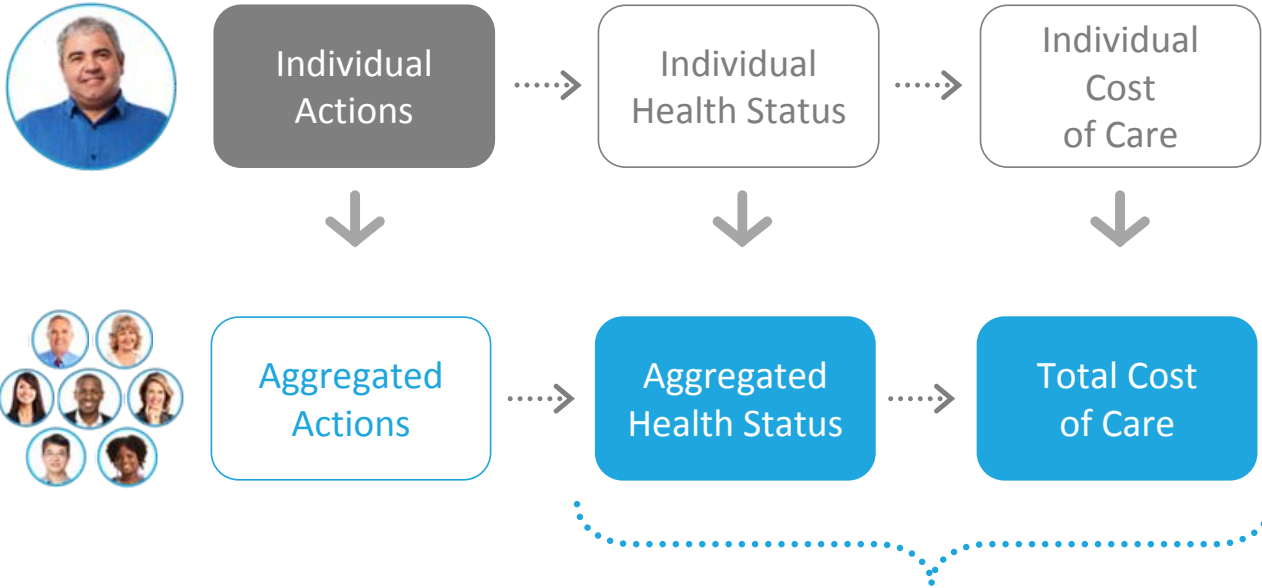 Individual
Actions
Individual
Health Status
Individual
Cost
of Care
Aggregated
Actions
Aggregated
Health Status
Total Cost
of Care